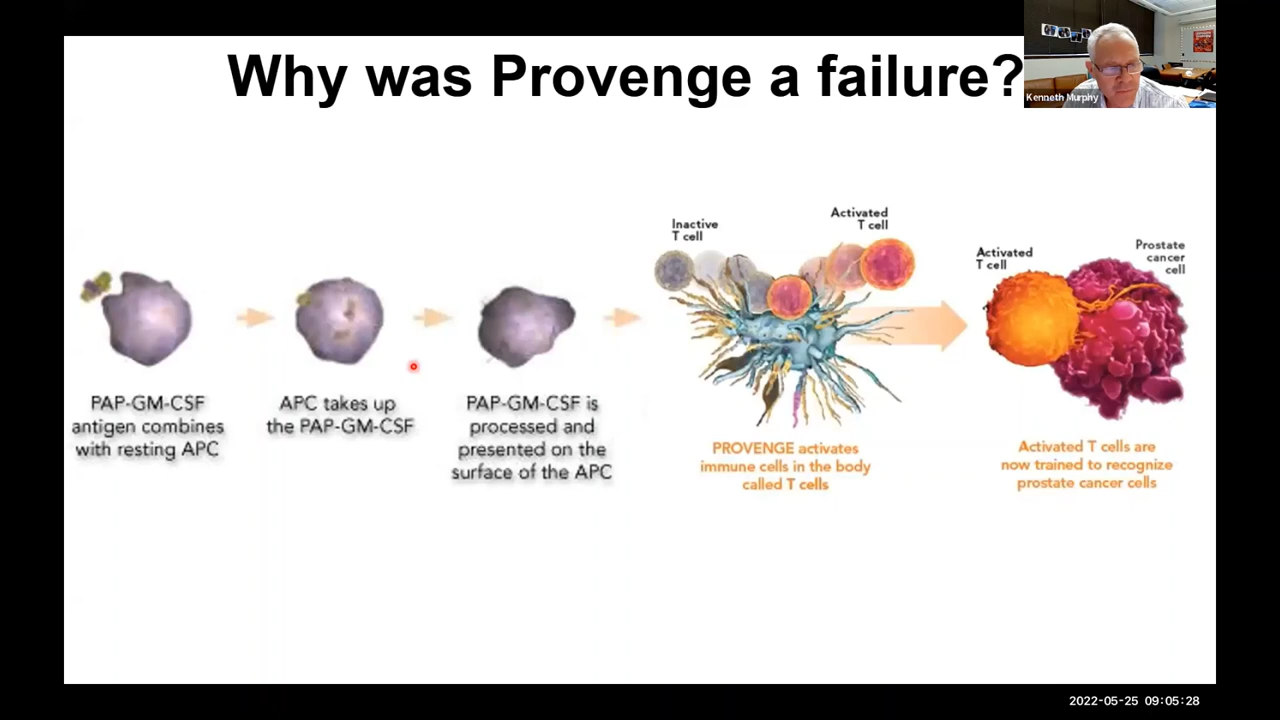 Why was Provenge a failure?
Kenneth Murphy
Inactive
T cell
Activated
T cell
Activated
T cell
Prostate
cancer
cell
PAP-GM-CSF
antigen combines
with resting APC
APC takes up
the PAP-GM-CSF
PAP-GM-CSF is
processed and
presented on the
surface of the APC
PROVENGE activates
immune cells in the body
called T cells
Activated T cells are
now trained to recognize
prostate cancer cells
2022-05-25 09:05:28